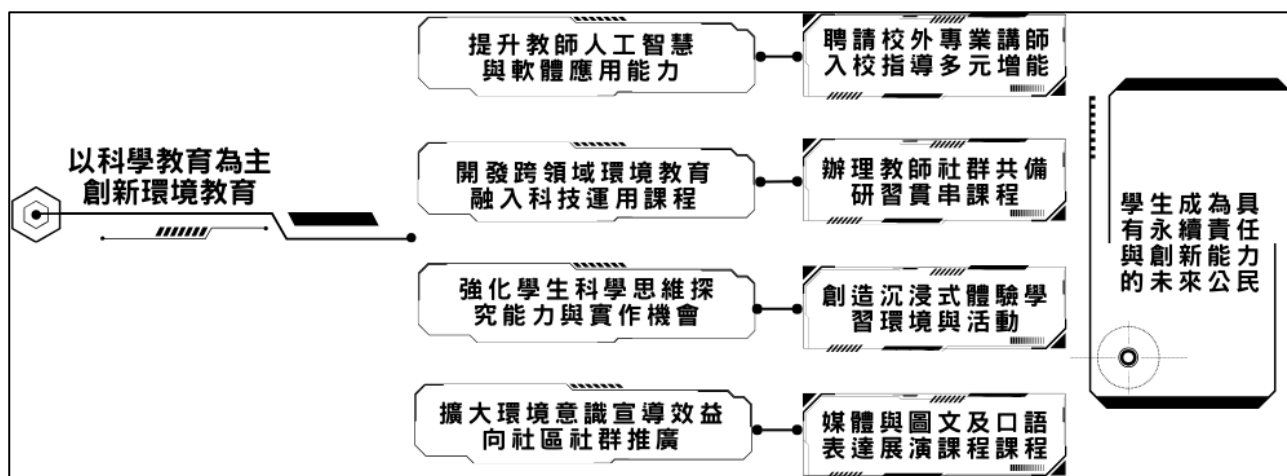 以科學教育為主
創新環境教育
提升教師人工智慧
與軟體應用能力
聘請校外專業講師
入校指導多元增能
開發跨領域環境教育
融入科技運用課程
辦理教師社群共備
研習貫串課程
強化學生科學思維探
究能力與實作機會
創造沉浸式體驗學
習環境與活動
擴大環境意識宣導效益
向社區社群推廣
媒體與圖文及口語
表達展演課程課程
學生成為具
有永續責任
與創新能力
的未來公民